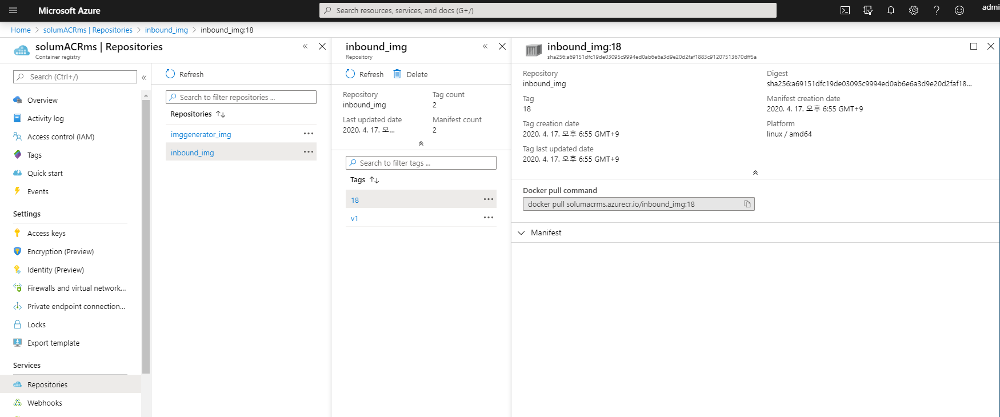 Microsoft Azure
Search resources, services, and docs (G+/)
admi
Home > solumACRms | Repositories > inbound_img > inbound_img:18
solumACRms | Repositories
Container registry
Search (Ctrl+/)
Overview
Activity log
Access control (IAM)
Tags
Quick start
Events
Settings
Access keys
Encryption (Preview)
Identity (Preview)
Firewalls and virtual network...
Private endpoint connection...
Locks
Export template
Services
Repositories
Webhooks
Refresh
Search to filter repositories ...
Repositories
imggenerator_img
inbound_img
inbound_img
Repository
Refresh
Delete
Repository
inbound_img
Tag count
2
Last updated date
2020. 4. 17. 오...
Manifest count
2
Search to filter tags ...
Tags
18
v1
inbound_img:18
sha256:a69151dfc19de03095c9994ed0ab6e6a3d9e20d2faf1883c91207513670dff5a
Repository
inbound_img
Tag
18
Tag creation date
2020. 4. 17. 오후 6:55 GMT+9
Tag last updated date
2020. 4. 17. 오후 6:55 GMT+9
Digest
sha256:a69151dfc19de03095c9994ed0ab6e6a3d9e20d2faf18...
Manifest creation date
2020. 4. 17. 오후 6:55 GMT+9
Platform
linux / amd64
Docker pull command
docker pull solumacrms.azurecr.io/inbound_img:18
Manifest